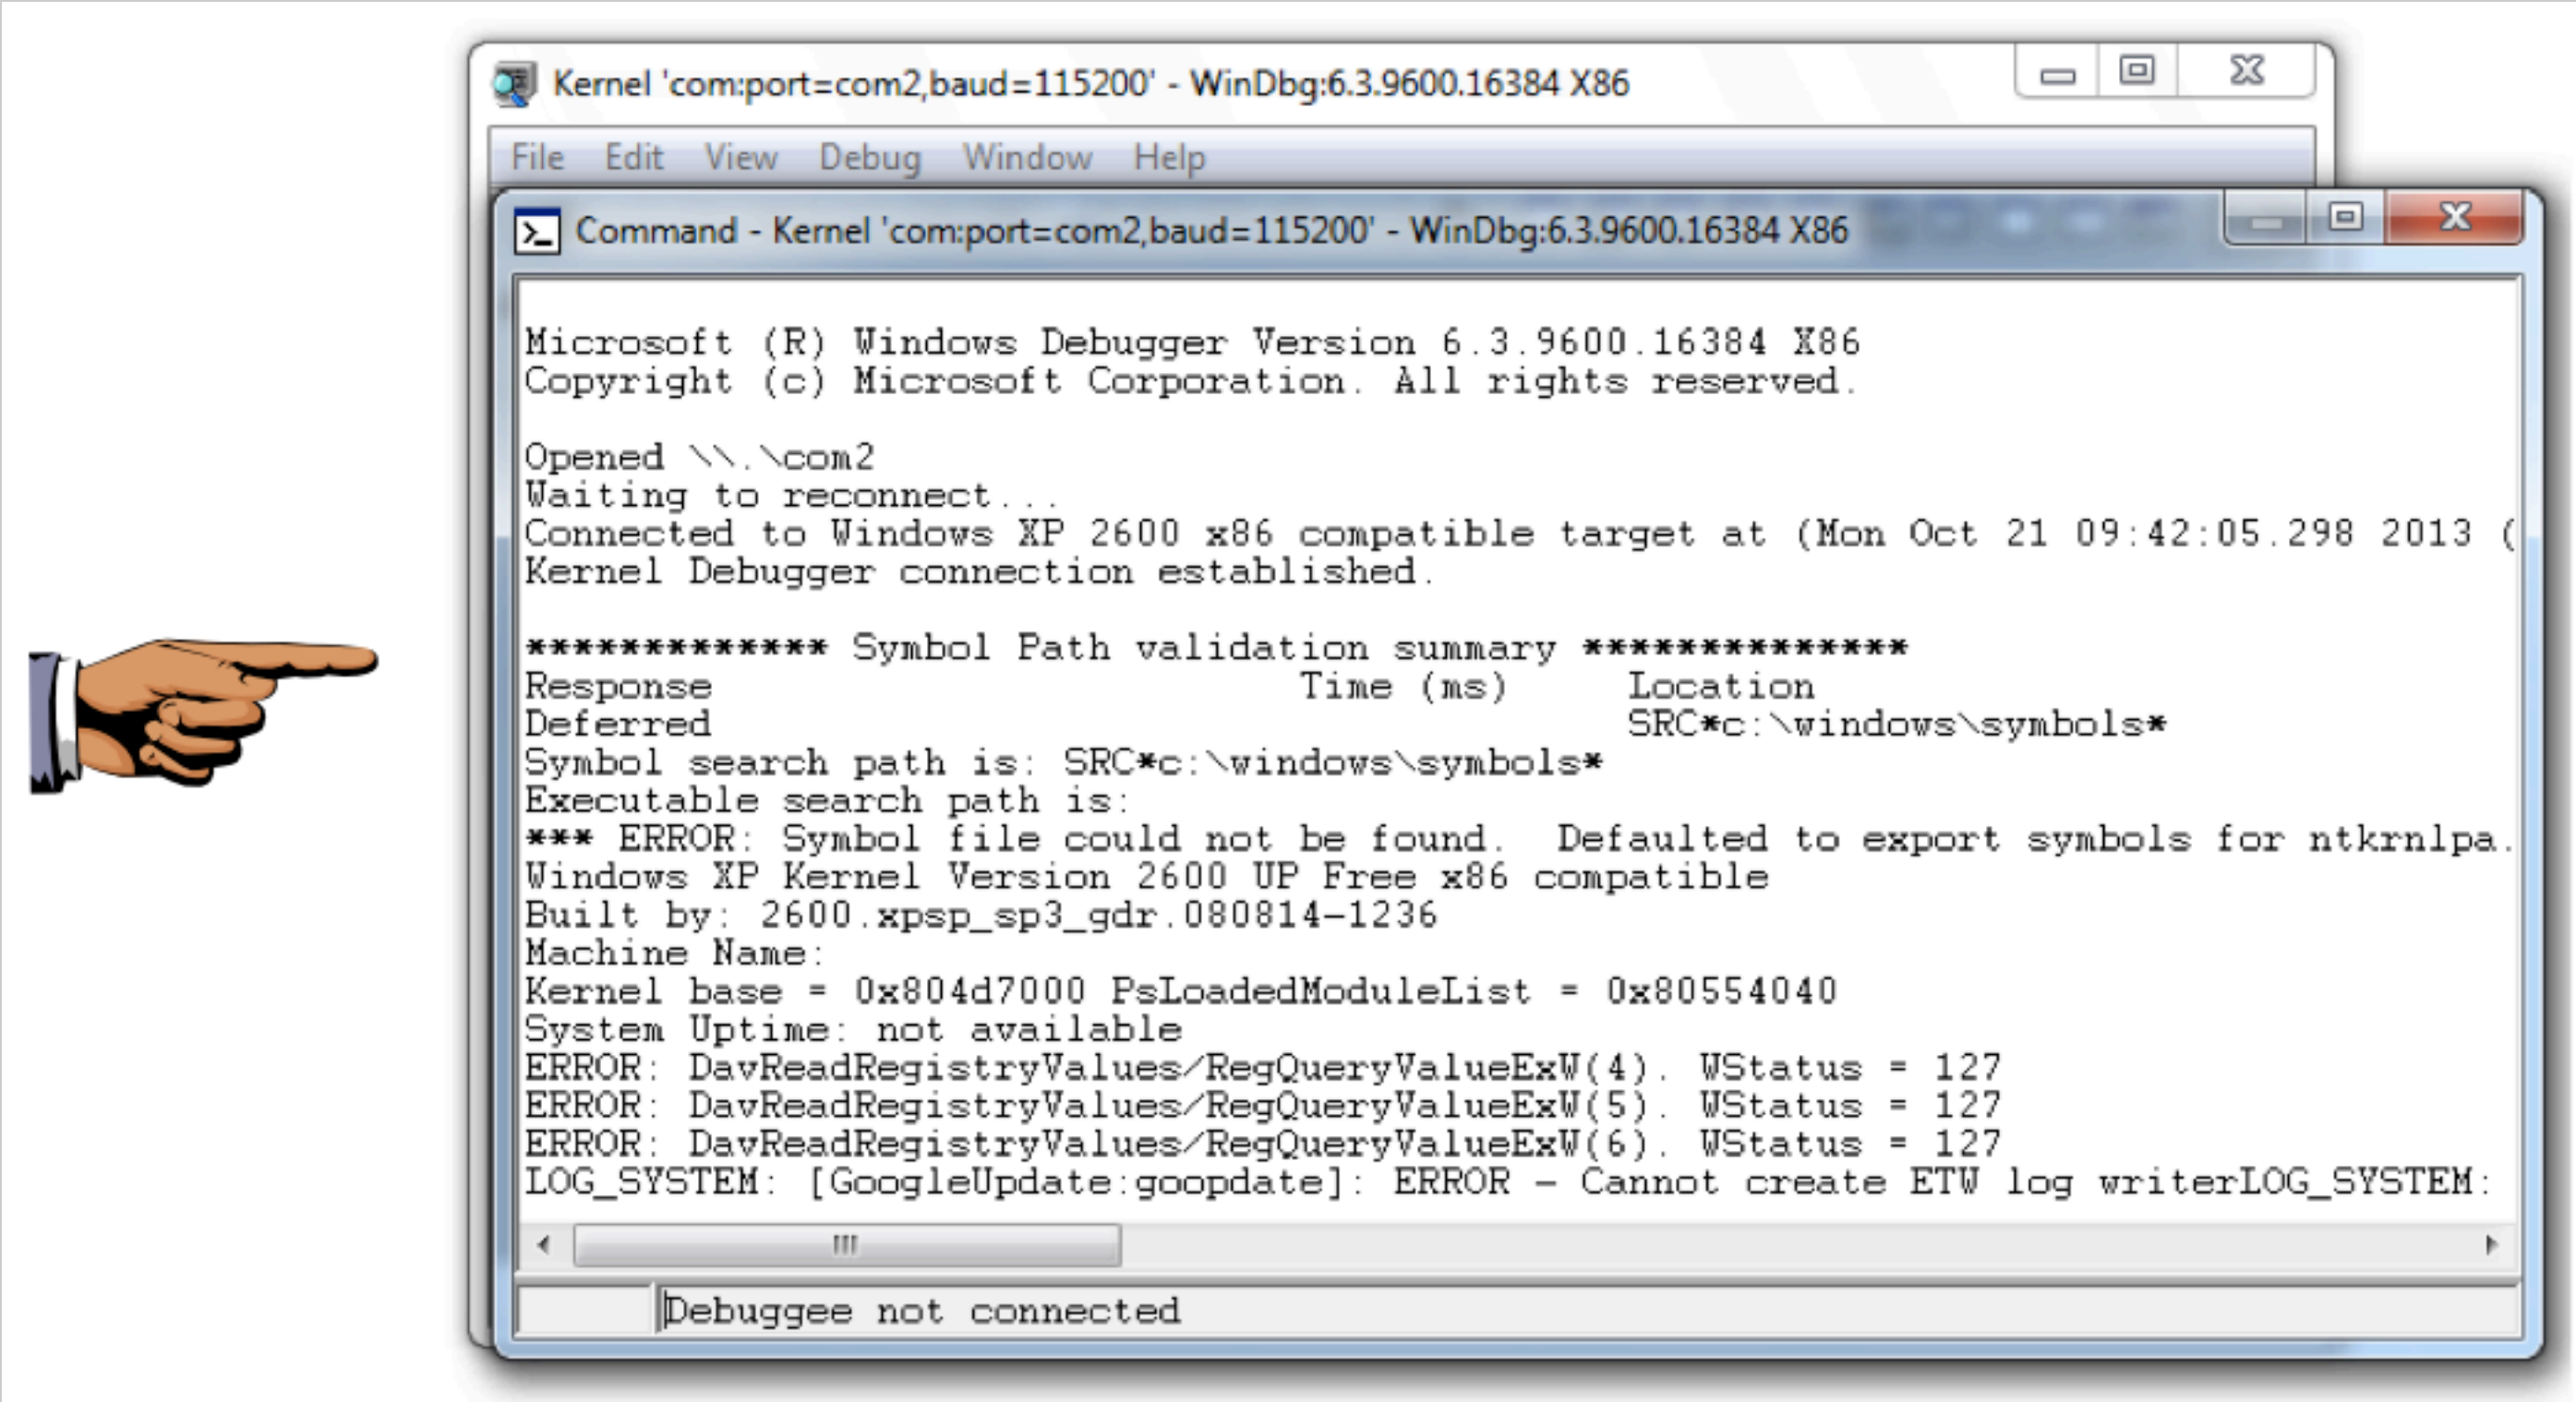 Kernel 'com:port=com2,baud=115200' - WinDbg:6.3.9600.16384 X86
File Edit View Debug Window Help
Command - Kernel 'com:port=com2,baud=115200' - WinDbg:6.3.9600.16384 X86
Microsoft (R) Windows Debugger Version 6.3.9600.16384 X86
Copyright (c) Microsoft Corporation. All rights reserved.
Opened \\.\com2
Waiting to reconnect...
Connected to Windows XP 2600 x86 compatible target at (Mon Oct 21 09:42:05.298 2013 (
Kernel Debugger connection established.
************* Symbol Path validation summary **************
Response Time (ms) Location
Deferred SRC*c:\windows\symbols*
Symbol search path is: SRC*c:\windows\symbols*
Executable search path is:
*** ERROR: Symbol file could not be found.  Defaulted to export symbols for ntkrnlpa.
Windows XP Kernel Version 2600 UP Free x86 compatible
Built by: 2600.xpsp_sp3_gdr.080814-1236
Machine Name:
Kernel base = 0x804d7000 PsLoadedModuleList = 0x80554040
System Uptime: not available
ERROR: DavReadRegistryValues/RegQueryValueExW(4). WStatus = 127
ERROR: DavReadRegistryValues/RegQueryValueExW(5). WStatus = 127
ERROR: DavReadRegistryValues/RegQueryValueExW(6). WStatus = 127
LOG_SYSTEM: [GoogleUpdate:goopdate]: ERROR - Cannot create ETW log writerLOG_SYSTEM:
Debuggee not connected